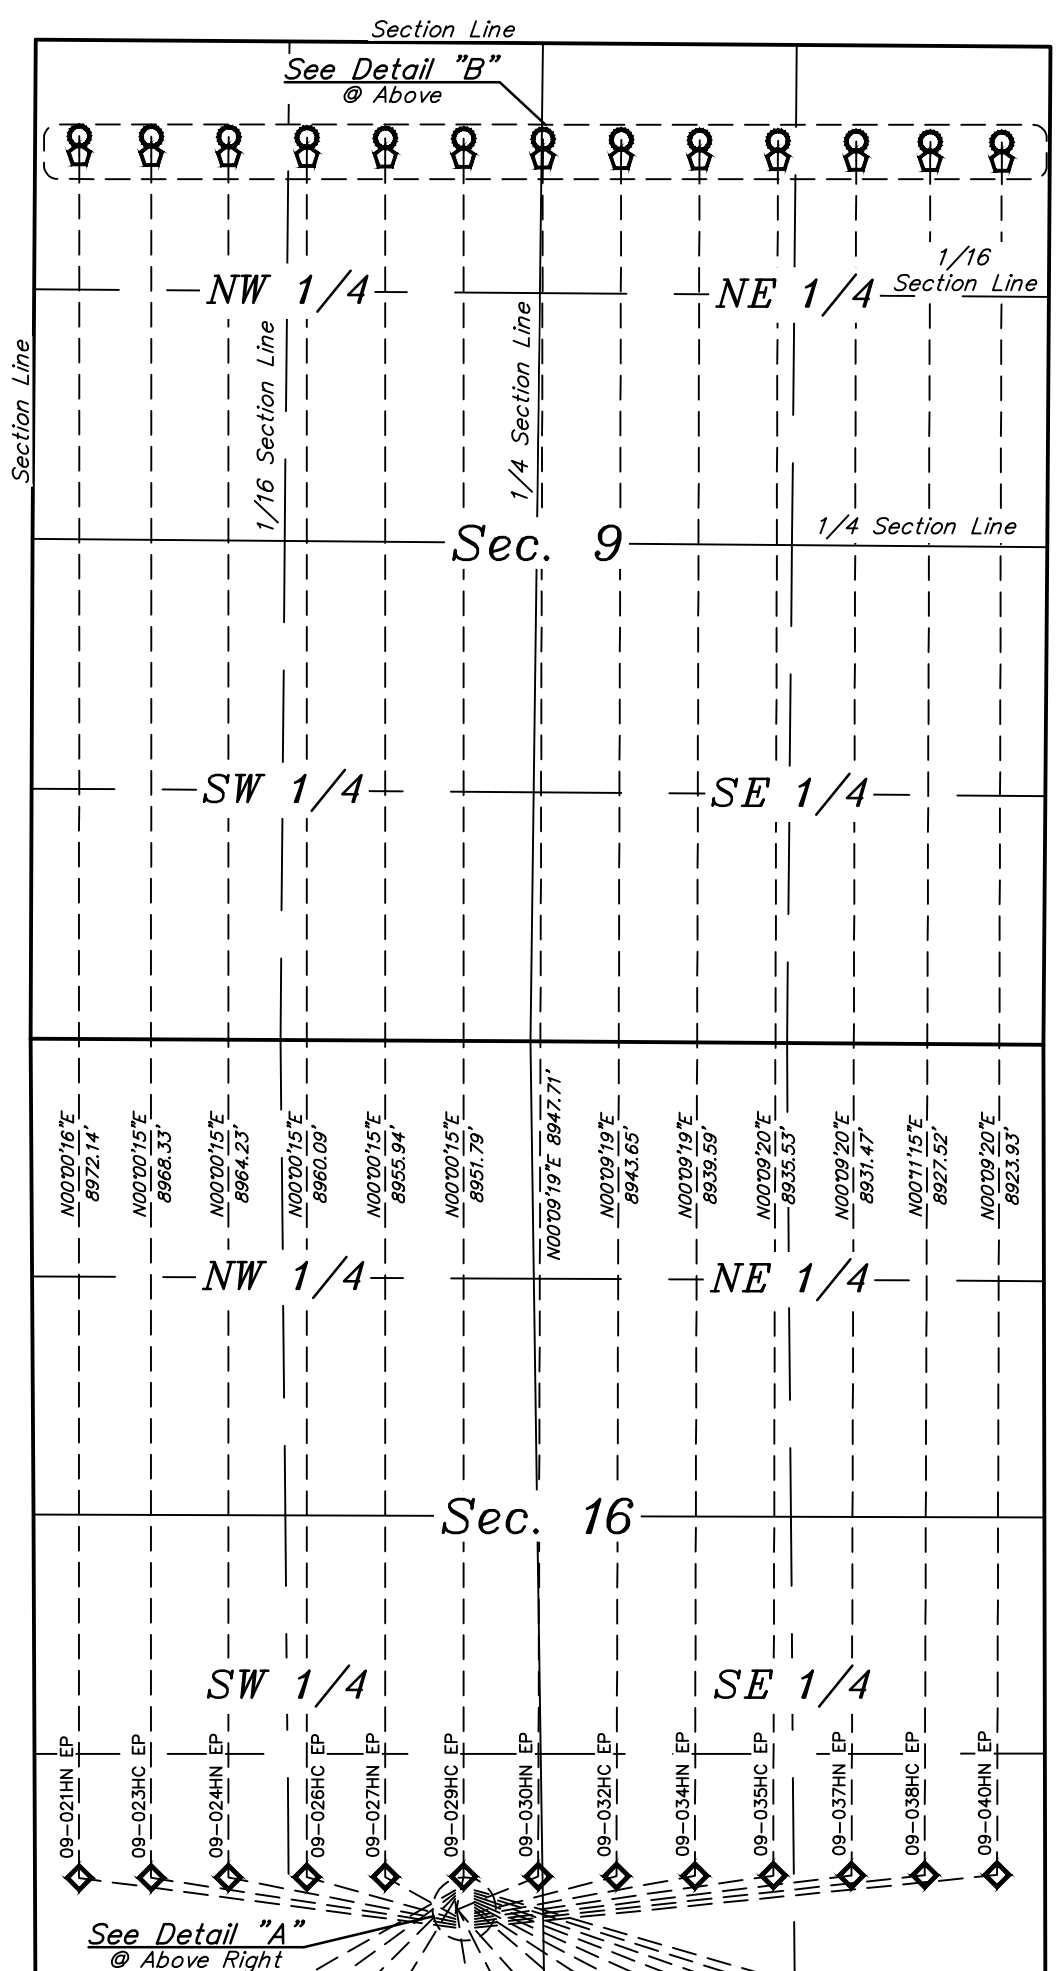 Section Line
See Detail "B"
@ Above
1/16
Section Line
NW 1/4
NE 1/4
Section Line
1/16 Section Line
1/4 Section Line
Sec. 9
1/4 Section Line
SW 1/4
SE 1/4
N00°00'16"E
8972.14'
N00°00'15"E
8968.33'
N00°00'15"E
8964.23'
N00°00'15"E
8960.09'
N00°00'15"E
8955.94'
N00°00'15"E
8951.79'
N00°09'19"E 8947.71'
N00°09'19"E
8943.65'
N00°09'19"E
8939.59'
N00°09'20"E
8935.53'
N00°09'20"E
8931.47'
N00°11'15"E
8927.52'
N00°09'20"E
8923.93'
NW 1/4
NE 1/4
Sec. 16
SW 1/4
SE 1/4
09-021HN EP
09-023HC EP
09-024HN EP
09-026HC EP
09-027HN EP
09-029HC EP
09-030HN EP
09-032HC EP
09-034HN EP
09-035HC EP
09-037HN EP
09-038HC EP
09-040HN EP
See Detail "A"
@ Above Right